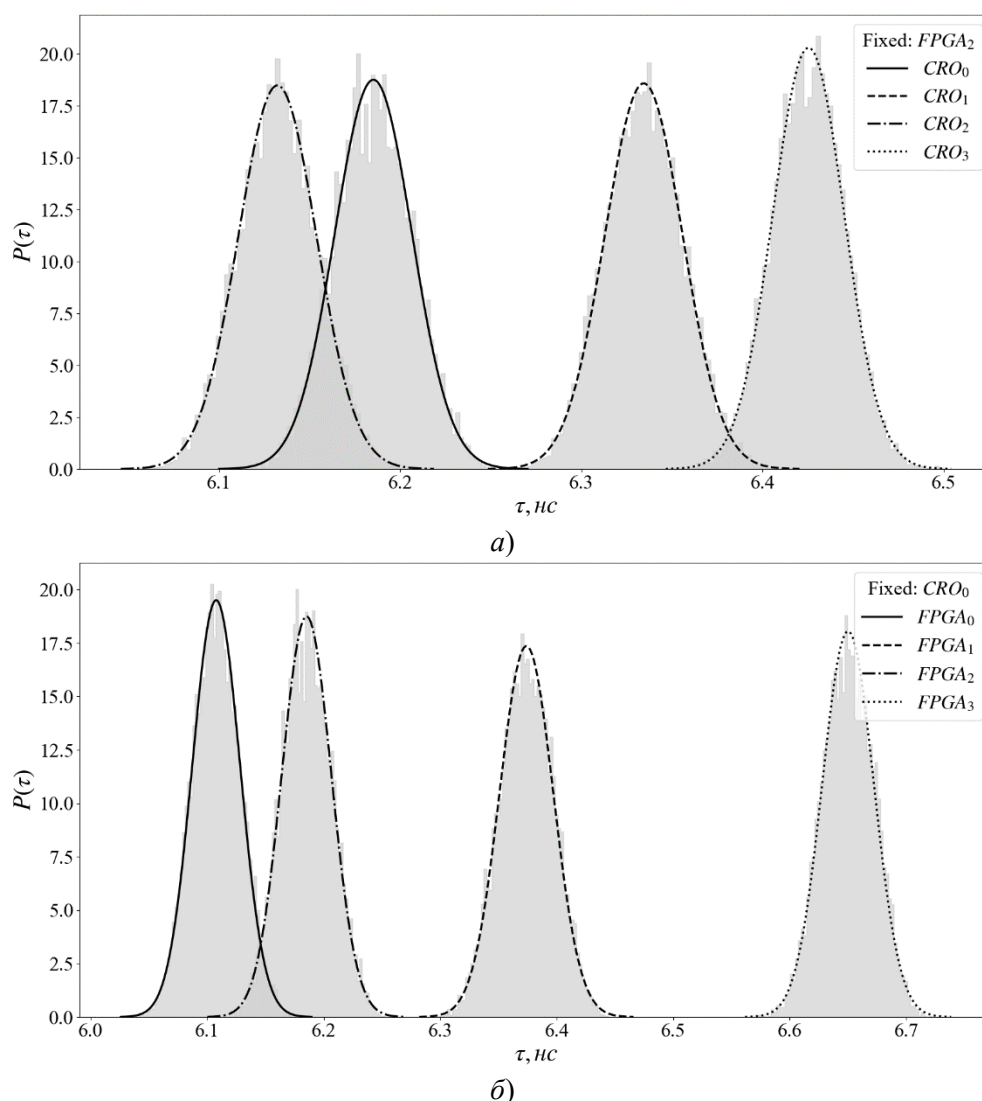 20.0
17.5
15.0
12.5
10.0
7.5
5.0
2.5
0.0
P(τ)
Fixed: FPGA₂
CRO₀
CRO₁
CRO₂
CRO₃
6.1 6.2 6.3 6.4 6.5
τ, нс
а)
20.0
17.5
15.0
12.5
10.0
7.5
5.0
2.5
0.0
P(τ)
Fixed: CRO₀
FPGA₀
FPGA₁
FPGA₂
FPGA₃
6.0 6.1 6.2 6.3 6.4 6.5 6.6 6.7
τ, нс
б)